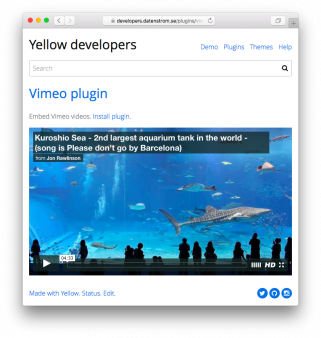 developers.datenstrom.se/plugins/
Yellow developers
Demo Plugins Themes Help
Search
Vimeo plugin
Embed Vimeo videos. Install plugin.
Kuroshio Sea - 2nd largest aquarium tank in the world -
(song is Please don't go by Barcelona)
from Jon Rawlinson
04:33
HD
Made with Yellow. Status. Edit.